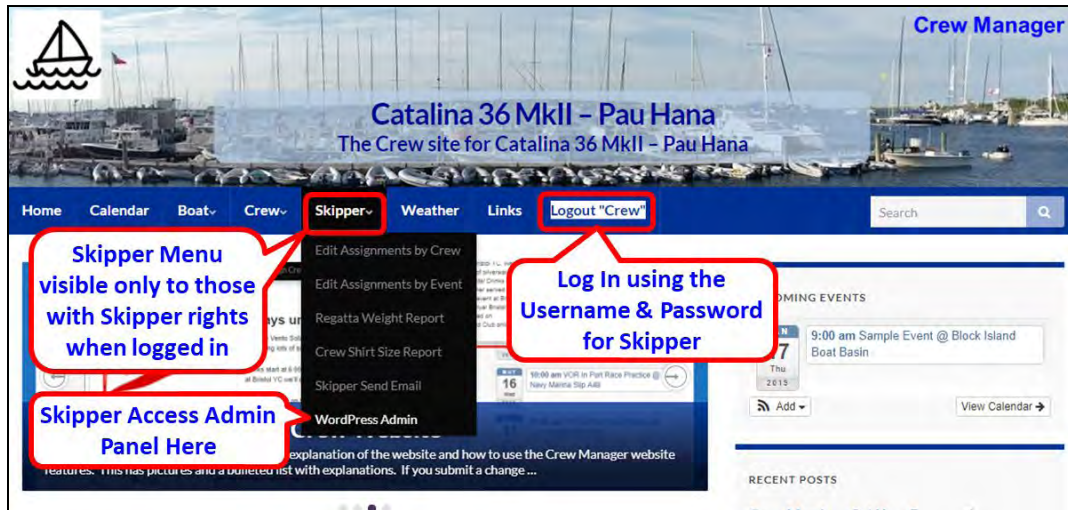 Crew Manager
Catalina 36 MkII – Pau Hana
The Crew site for Catalina 36 MkII – Pau Hana
Home Calendar Boat Crew Skipper Weather Links Logout "Crew" Search
Skipper Menu
visible only to those
with Skipper rights
when logged in
Edit Assignments by Crew
Edit Assignments by Event
Regatta Weight Report
Crew Shirt Size Report
Skipper Send Email
WordPress Admin
Log In using the
Username & Password
for Skipper
Skipper Access Admin
Panel Here
16
10:00 am VOR In Port Race Practice @
Navy Marina Slip A49
explanation of the website and how to use the Crew Manager website
features. This has pictures and a bulleted list with explanations. If you submit a change ...
OMING EVENTS
7
Thu
2015
9:00 am Sample Event @ Block Island
Boat Basin
Add
View Calendar
RECENT POSTS